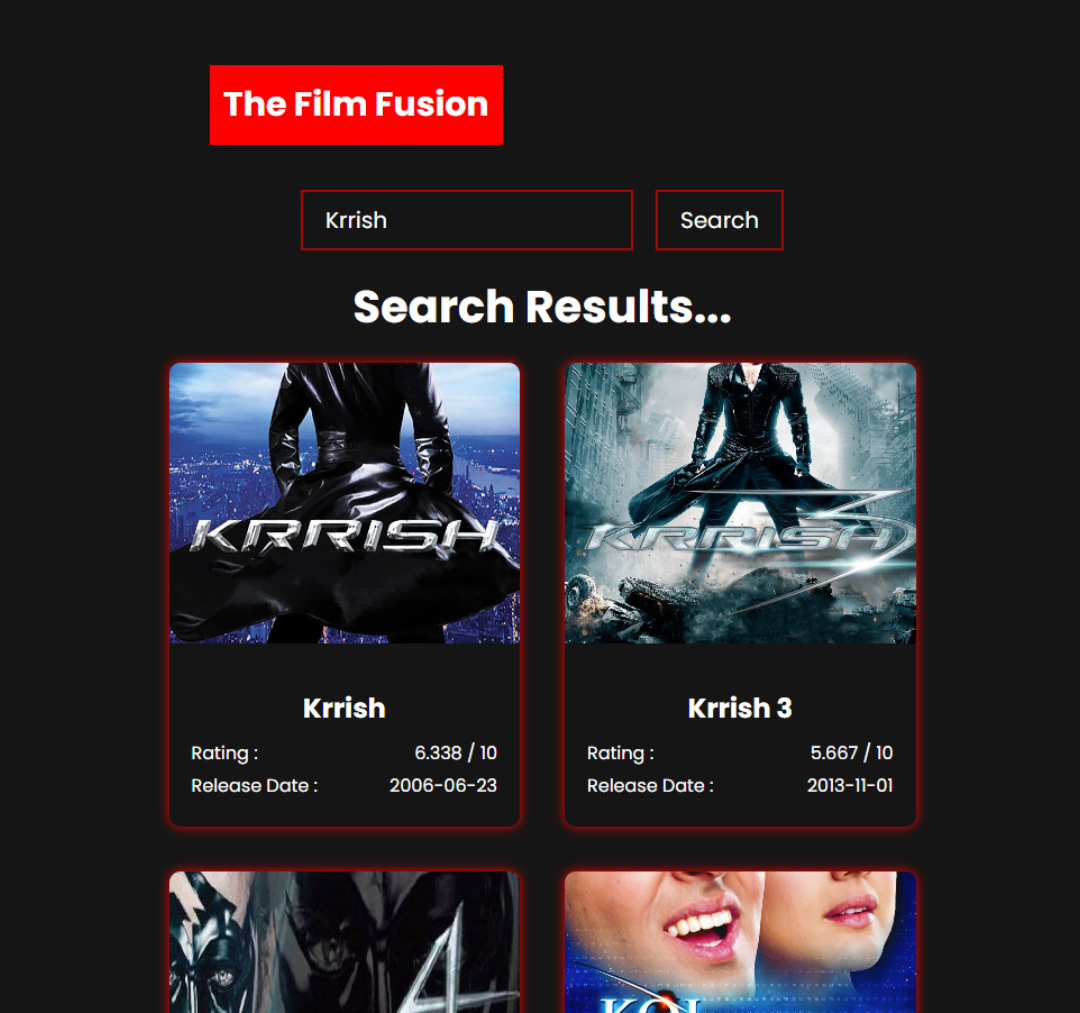 The Film Fusion
Krrish Search
Search Results...
KRRISH
KRRISH 3
Krrish
Rating : 6.338 / 10
Release Date : 2006-06-23
Krrish 3
Rating : 5.667 / 10
Release Date : 2013-11-01
4
KOI